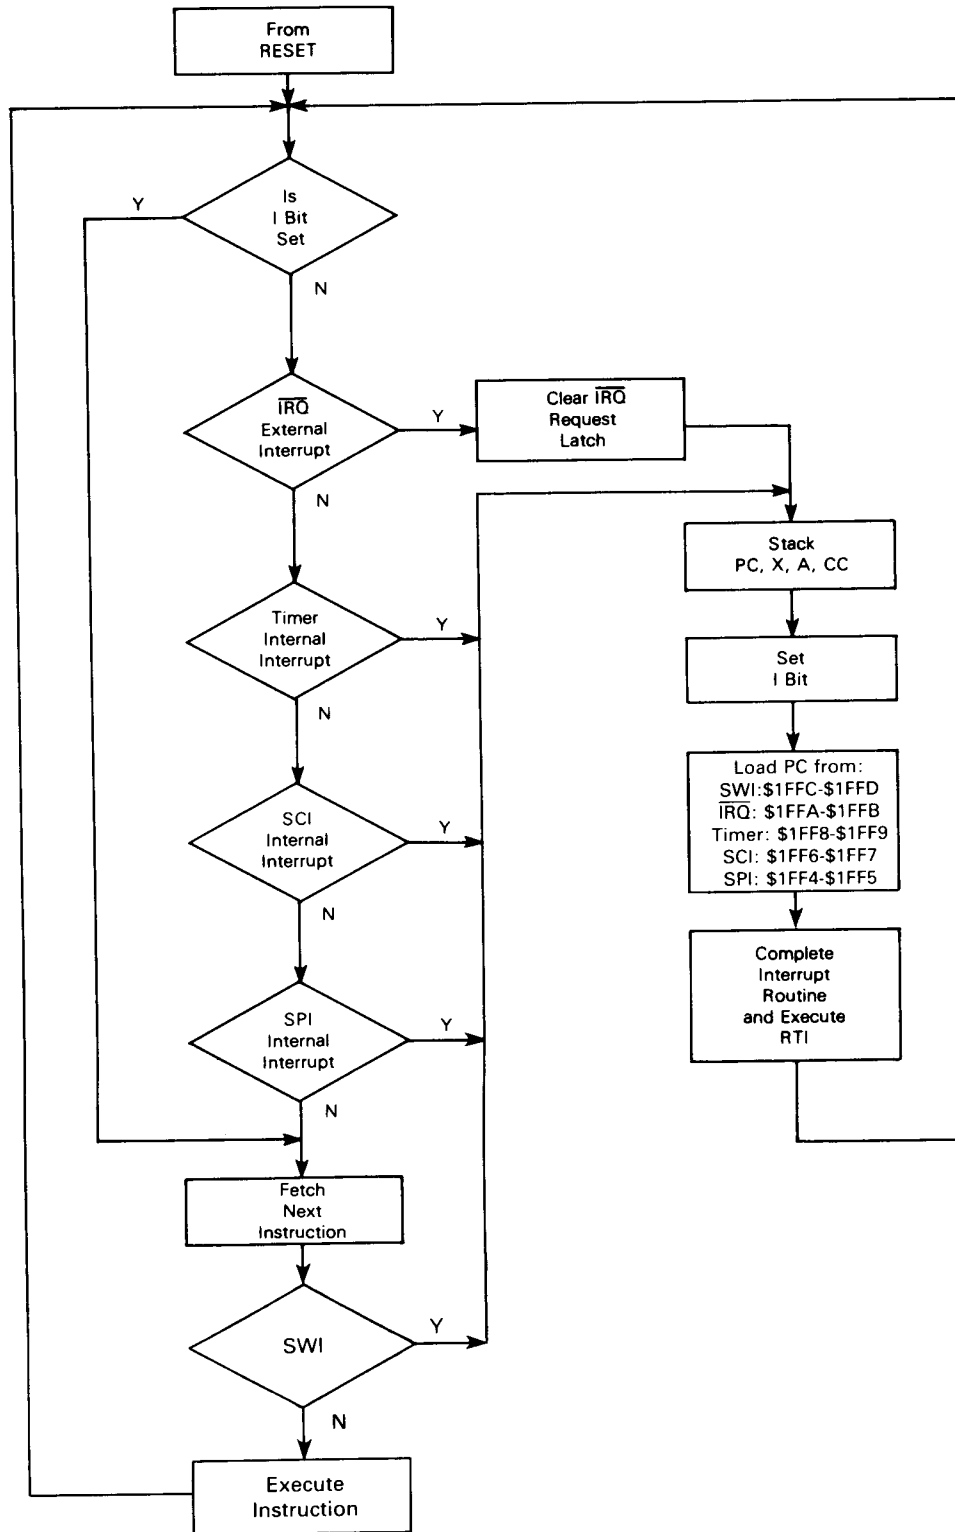 From
RESET
Is
I Bit
Set
Y
N
IRQ
External
Interrupt
Y
N
Clear IRQ
Request
Latch
Stack
PC, X, A, CC
Timer
Internal
Interrupt
Y
N
Set
I Bit
Load PC from:
SWI:$1FFC-$1FFD
IRQ: $1FFA-$1FFB
Timer: $1FF8-$1FF9
SCI: $1FF6-$1FF7
SPI: $1FF4-$1FF5
SCI
Internal
Interrupt
Y
N
Complete
Interrupt
Routine
and Execute
RTI
SPI
Internal
Interrupt
Y
N
Fetch
Next
Instruction
SWI
Y
N
Execute
Instruction